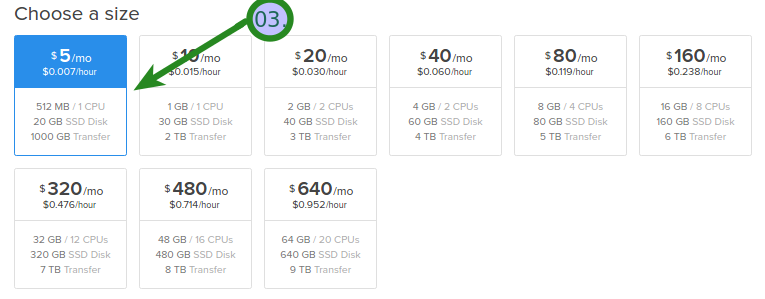 Choose a size
03.
$5/mo
$0.007/hour
512 MB / 1 CPU
20 GB SSD Disk
1000 GB Transfer
$10/mo
$0.015/hour
1 GB / 1 CPU
30 GB SSD Disk
2 TB Transfer
$20/mo
$0.030/hour
2 GB / 2 CPUs
40 GB SSD Disk
3 TB Transfer
$40/mo
$0.060/hour
4 GB / 2 CPUs
60 GB SSD Disk
4 TB Transfer
$80/mo
$0.119/hour
8 GB / 4 CPUs
80 GB SSD Disk
5 TB Transfer
$160/mo
$0.238/hour
16 GB / 8 CPUs
160 GB SSD Disk
6 TB Transfer
$320/mo
$0.476/hour
32 GB / 12 CPUs
320 GB SSD Disk
7 TB Transfer
$480/mo
$0.714/hour
48 GB / 16 CPUs
480 GB SSD Disk
8 TB Transfer
$640/mo
$0.952/hour
64 GB / 20 CPUs
640 GB SSD Disk
9 TB Transfer